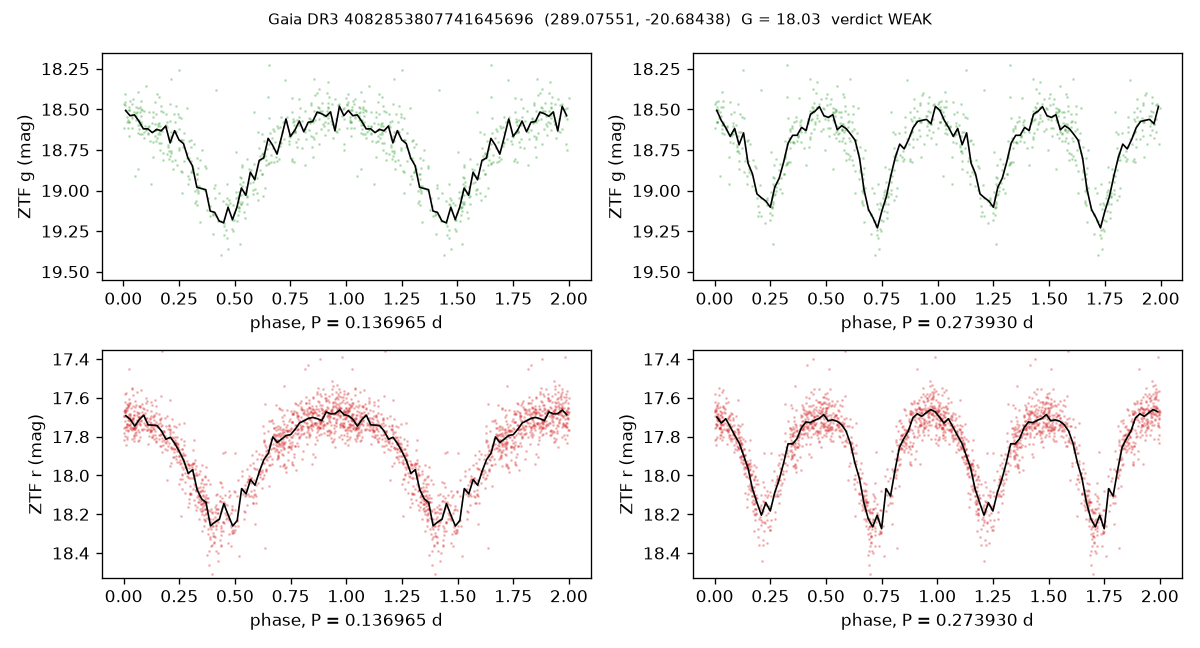 Gaia DR3 4082853807741645696 (289.07551, -20.68438) G = 18.03 verdict WEAK
ZTF g (mag)
18.25
18.50
18.75
19.00
19.25
19.50
0.00 0.25 0.50 0.75 1.00 1.25 1.50 1.75 2.00
phase, P = 0.136965 d
ZTF g (mag)
18.25
18.50
18.75
19.00
19.25
19.50
0.00 0.25 0.50 0.75 1.00 1.25 1.50 1.75 2.00
phase, P = 0.273930 d
ZTF r (mag)
17.4
17.6
17.8
18.0
18.2
18.4
0.00 0.25 0.50 0.75 1.00 1.25 1.50 1.75 2.00
phase, P = 0.136965 d
ZTF r (mag)
17.4
17.6
17.8
18.0
18.2
18.4
0.00 0.25 0.50 0.75 1.00 1.25 1.50 1.75 2.00
phase, P = 0.273930 d